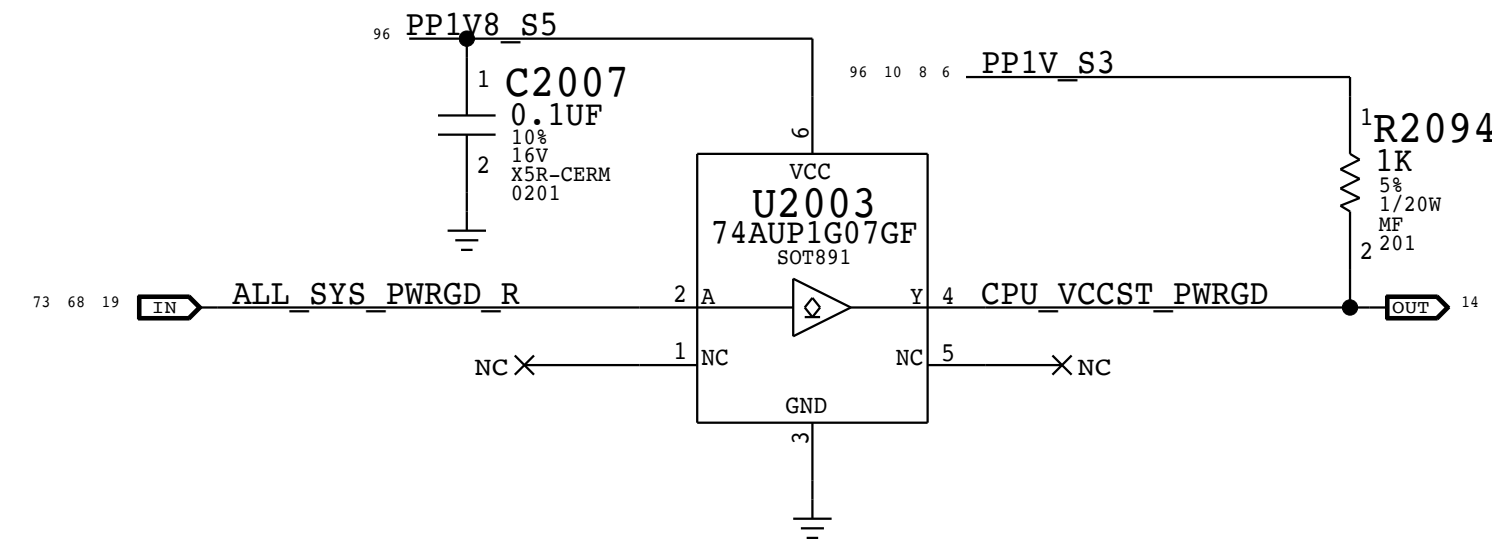 96 PP1V8_S5
96 10 8 6 PP1V_S3
1 C2007
0.1UF
10%
16V
X5R-CERM
0201
2
6
VCC
U2003
74AUP1G07GF
SOT891
1 R2094
1K
5%
1/20W
MF
201
2
73 68 19 IN ALL_SYS_PWRGD_R 2 A Y 4 CPU_VCCST_PWRGD OUT 14
NC 1 NC NC 5 NC
GND
3